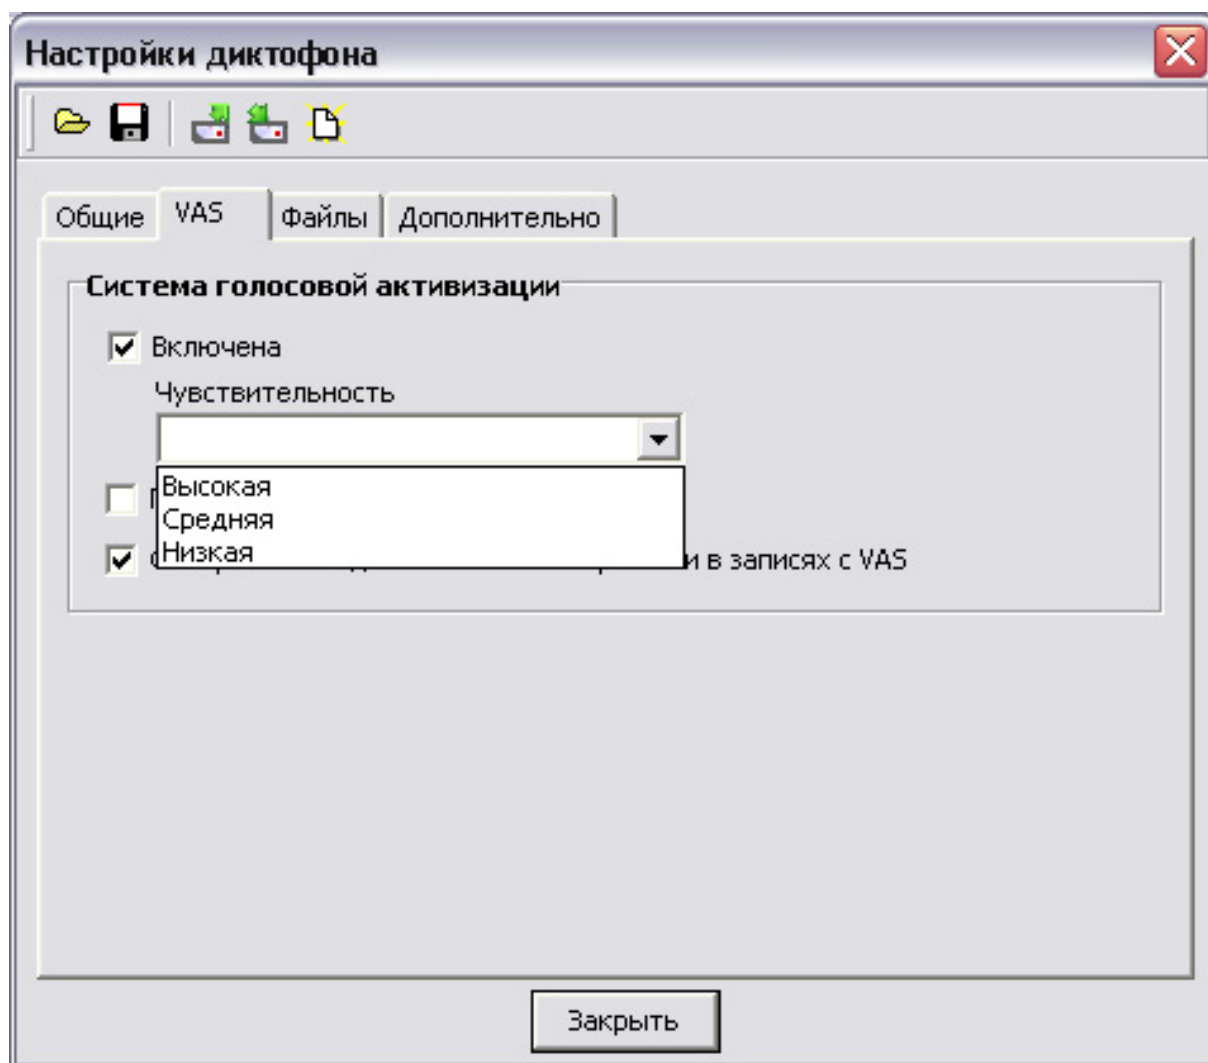 Настройки диктофона
Общие VAS Файлы Дополнительно
Система голосовой активизации
Включена
Чувствительность
Высокая
Средняя
Низкая
в записях с VAS
Закрыть